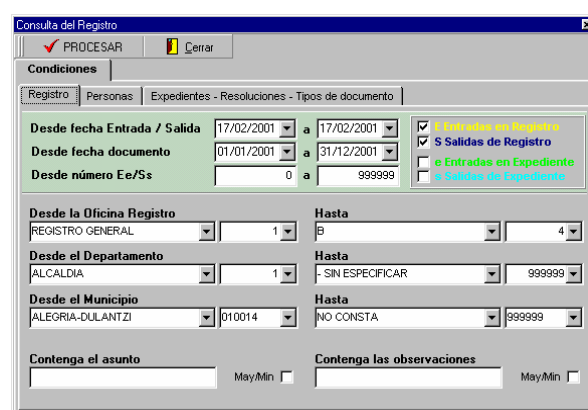 Consulta del Registro
PROCESAR Cerrar
Condiciones
Registro Personas Expedientes - Resoluciones - Tipos de documento
Desde fecha Entrada / Salida 17/02/2001 a 17/02/2001
E Entradas en Registro
S Salidas de Registro
Desde fecha documento 01/01/2001 a 31/12/2001
e Entradas en Expediente
s Salidas de Expediente
Desde número Ee/Ss 0 a 999999
Desde la Oficina Registro Hasta
REGISTRO GENERAL 1 B 4
Desde el Departamento Hasta
ALCALDIA 1 - SIN ESPECIFICAR 999999
Desde el Municipio Hasta
ALEGRIA-DULANTZI 010014 NO CONSTA 999999
Contenga el asunto Contenga las observaciones
May/Min May/Min